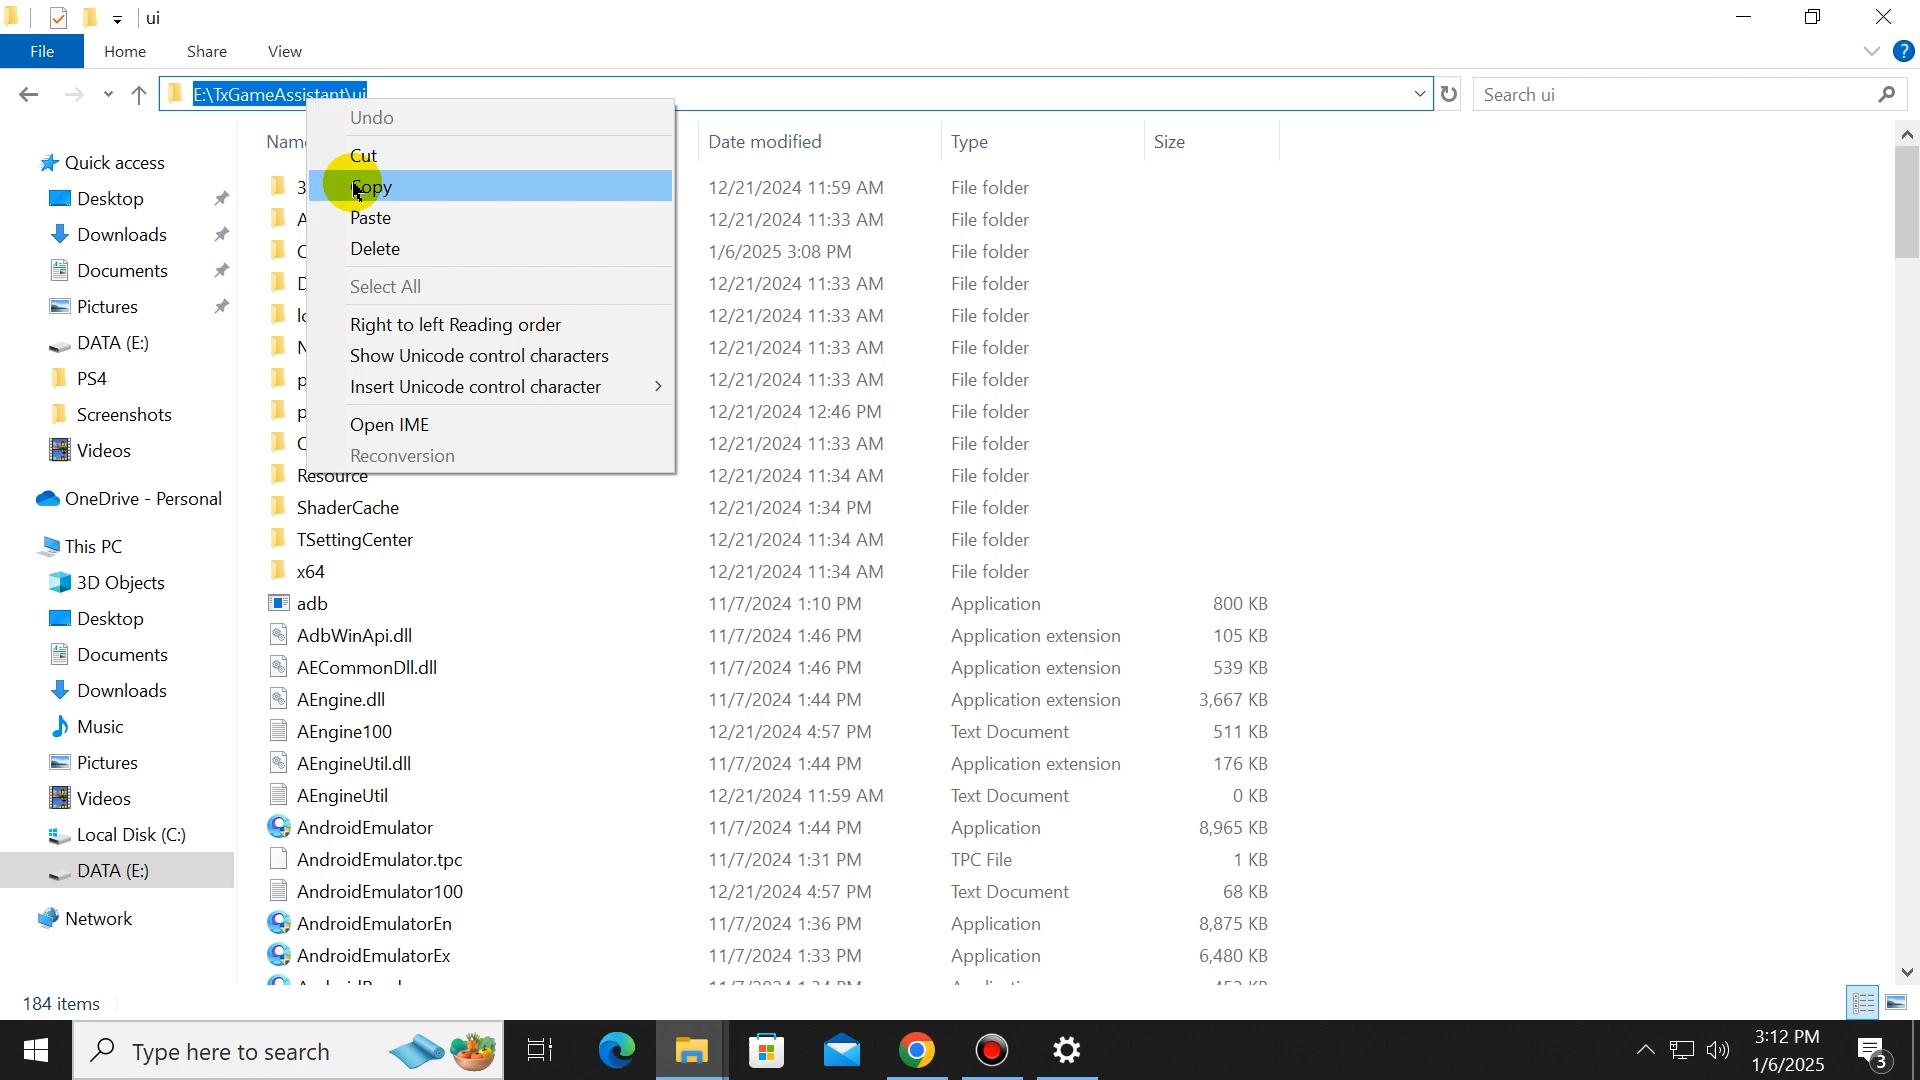 ui
File Home Share View
E:\TxGameAssistant\ui
Search ui
Undo
Cut
Copy
Paste
Delete
Select All
Right to left Reading order
Show Unicode control characters
Insert Unicode control character
Open IME
Reconversion
Quick access
Desktop
Downloads
Documents
Pictures
DATA (E:)
PS4
Screenshots
Videos
OneDrive - Personal
This PC
3D Objects
Desktop
Documents
Downloads
Music
Pictures
Videos
Local Disk (C:)
DATA (E:)
Network
Date modified Type Size
12/21/2024 11:59 AM File folder
12/21/2024 11:33 AM File folder
1/6/2025 3:08 PM File folder
12/21/2024 11:33 AM File folder
12/21/2024 11:33 AM File folder
12/21/2024 11:33 AM File folder
12/21/2024 11:33 AM File folder
12/21/2024 12:46 PM File folder
12/21/2024 11:33 AM File folder
Resource 12/21/2024 11:34 AM File folder
ShaderCache 12/21/2024 1:34 PM File folder
TSettingCenter 12/21/2024 11:34 AM File folder
x64 12/21/2024 11:34 AM File folder
adb 11/7/2024 1:10 PM Application 800 KB
AdbWinApi.dll 11/7/2024 1:46 PM Application extension 105 KB
AECommonDll.dll 11/7/2024 1:46 PM Application extension 539 KB
AEngine.dll 11/7/2024 1:44 PM Application extension 3,667 KB
AEngine100 12/21/2024 4:57 PM Text Document 511 KB
AEngineUtil.dll 11/7/2024 1:44 PM Application extension 176 KB
AEngineUtil 12/21/2024 11:59 AM Text Document 0 KB
AndroidEmulator 11/7/2024 1:44 PM Application 8,965 KB
AndroidEmulator.tpc 11/7/2024 1:31 PM TPC File 1 KB
AndroidEmulator100 12/21/2024 4:57 PM Text Document 68 KB
AndroidEmulatorEn 11/7/2024 1:36 PM Application 8,875 KB
AndroidEmulatorEx 11/7/2024 1:33 PM Application 6,480 KB
184 items
Type here to search
3:12 PM
1/6/2025
3